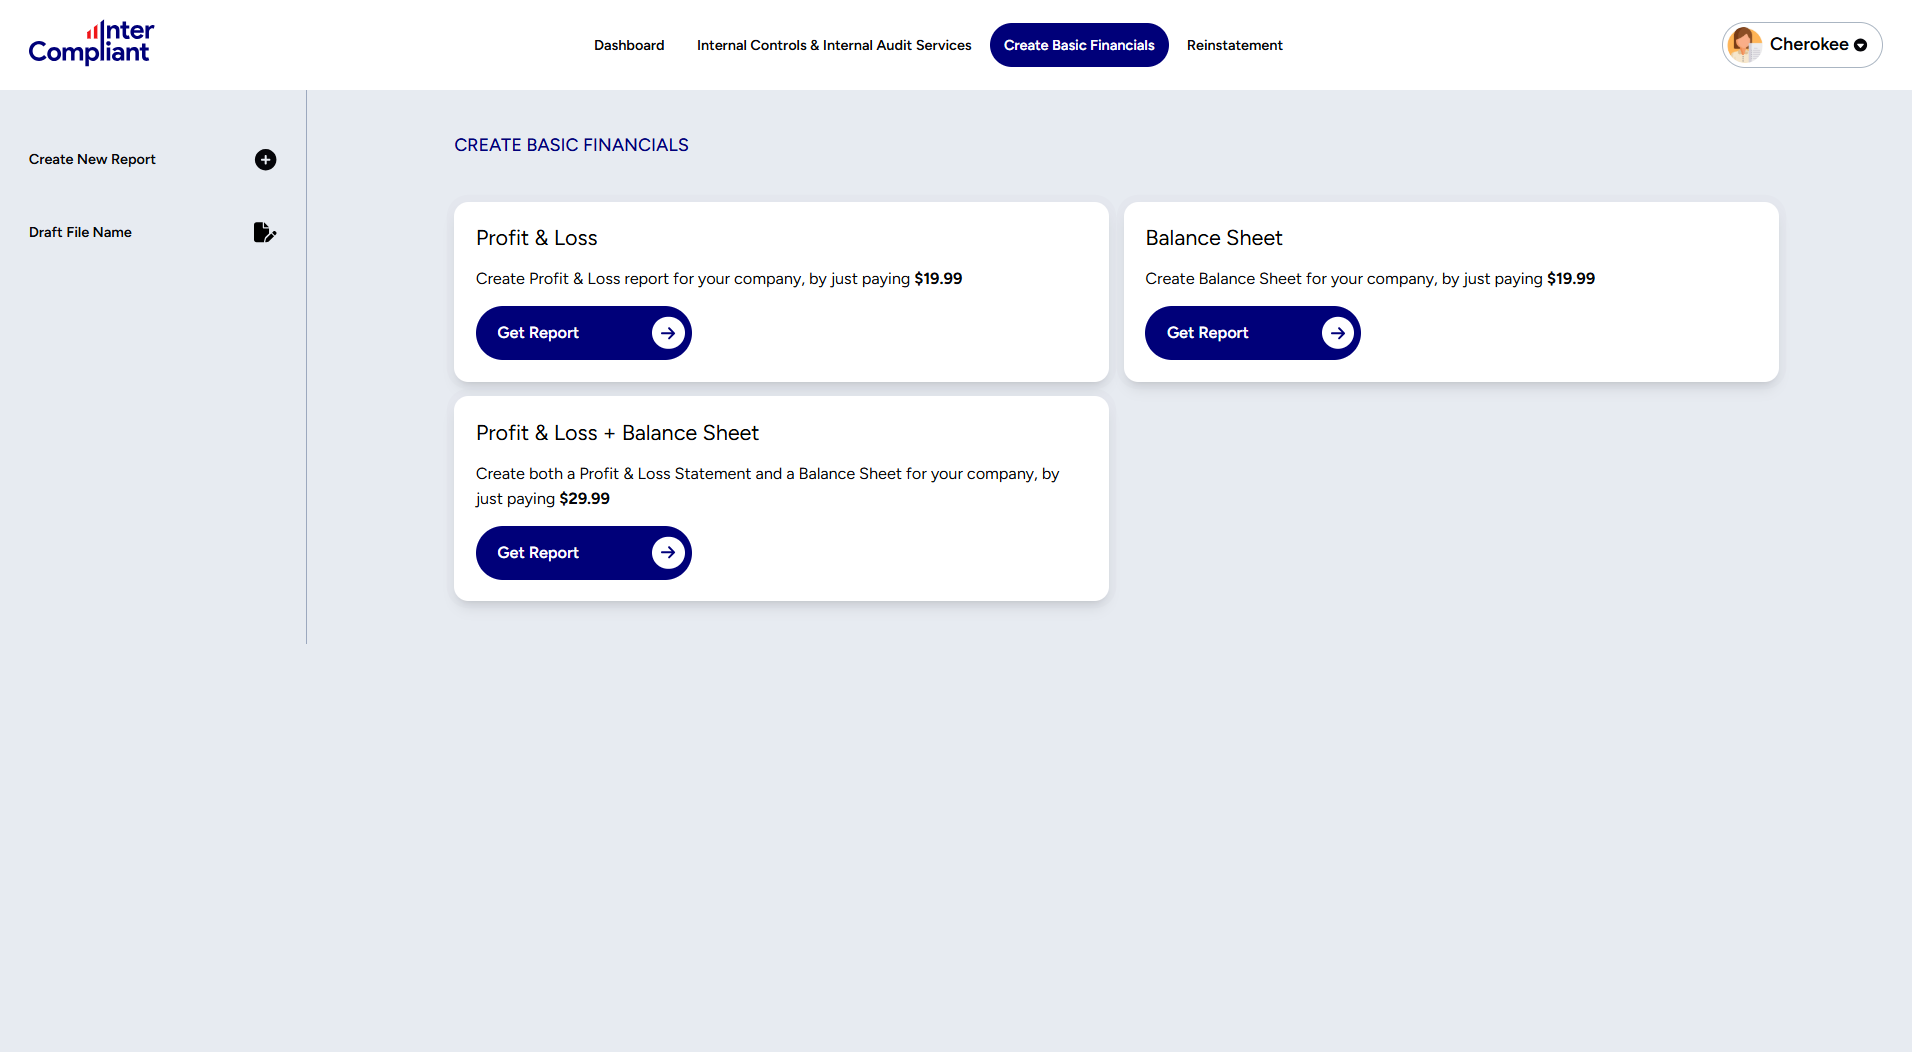 Inter
Compliant
Dashboard
Internal Controls & Internal Audit Services
Create Basic Financials
Reinstatement
Cherokee
Create New Report
Draft File Name
CREATE BASIC FINANCIALS
Profit & Loss
Create Profit & Loss report for your company, by just paying $19.99
Get Report
Balance Sheet
Create Balance Sheet for your company, by just paying $19.99
Get Report
Profit & Loss + Balance Sheet
Create both a Profit & Loss Statement and a Balance Sheet for your company, by
just paying $29.99
Get Report